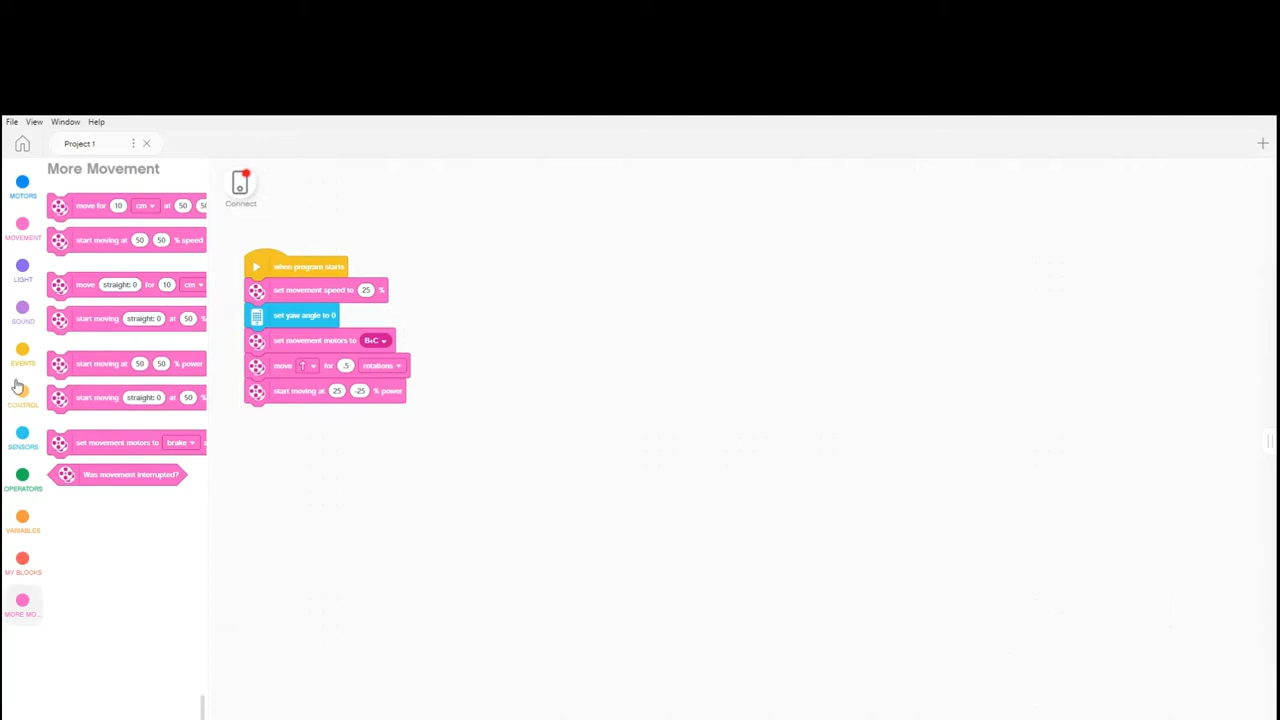 File View Window Help
Project 1
More Movement
MOTORS
MOVEMENT
LIGHT
SOUND
EVENTS
CONTROL
SENSORS
OPERATORS
VARIABLES
MY BLOCKS
MORE MO...
move for 10 cm at 50 50
start moving at 50 50 % speed
move straight: 0 for 10 cm
start moving straight: 0 at 50 %
start moving at 50 50 % power
start moving straight: 0 at 50 %
set movement motors to brake
Was movement interrupted?
Connect
when program starts
set movement speed to 25 %
set yaw angle to 0
set movement motors to B+C
move ↑ for .5 rotations
start moving at 25 -25 % power